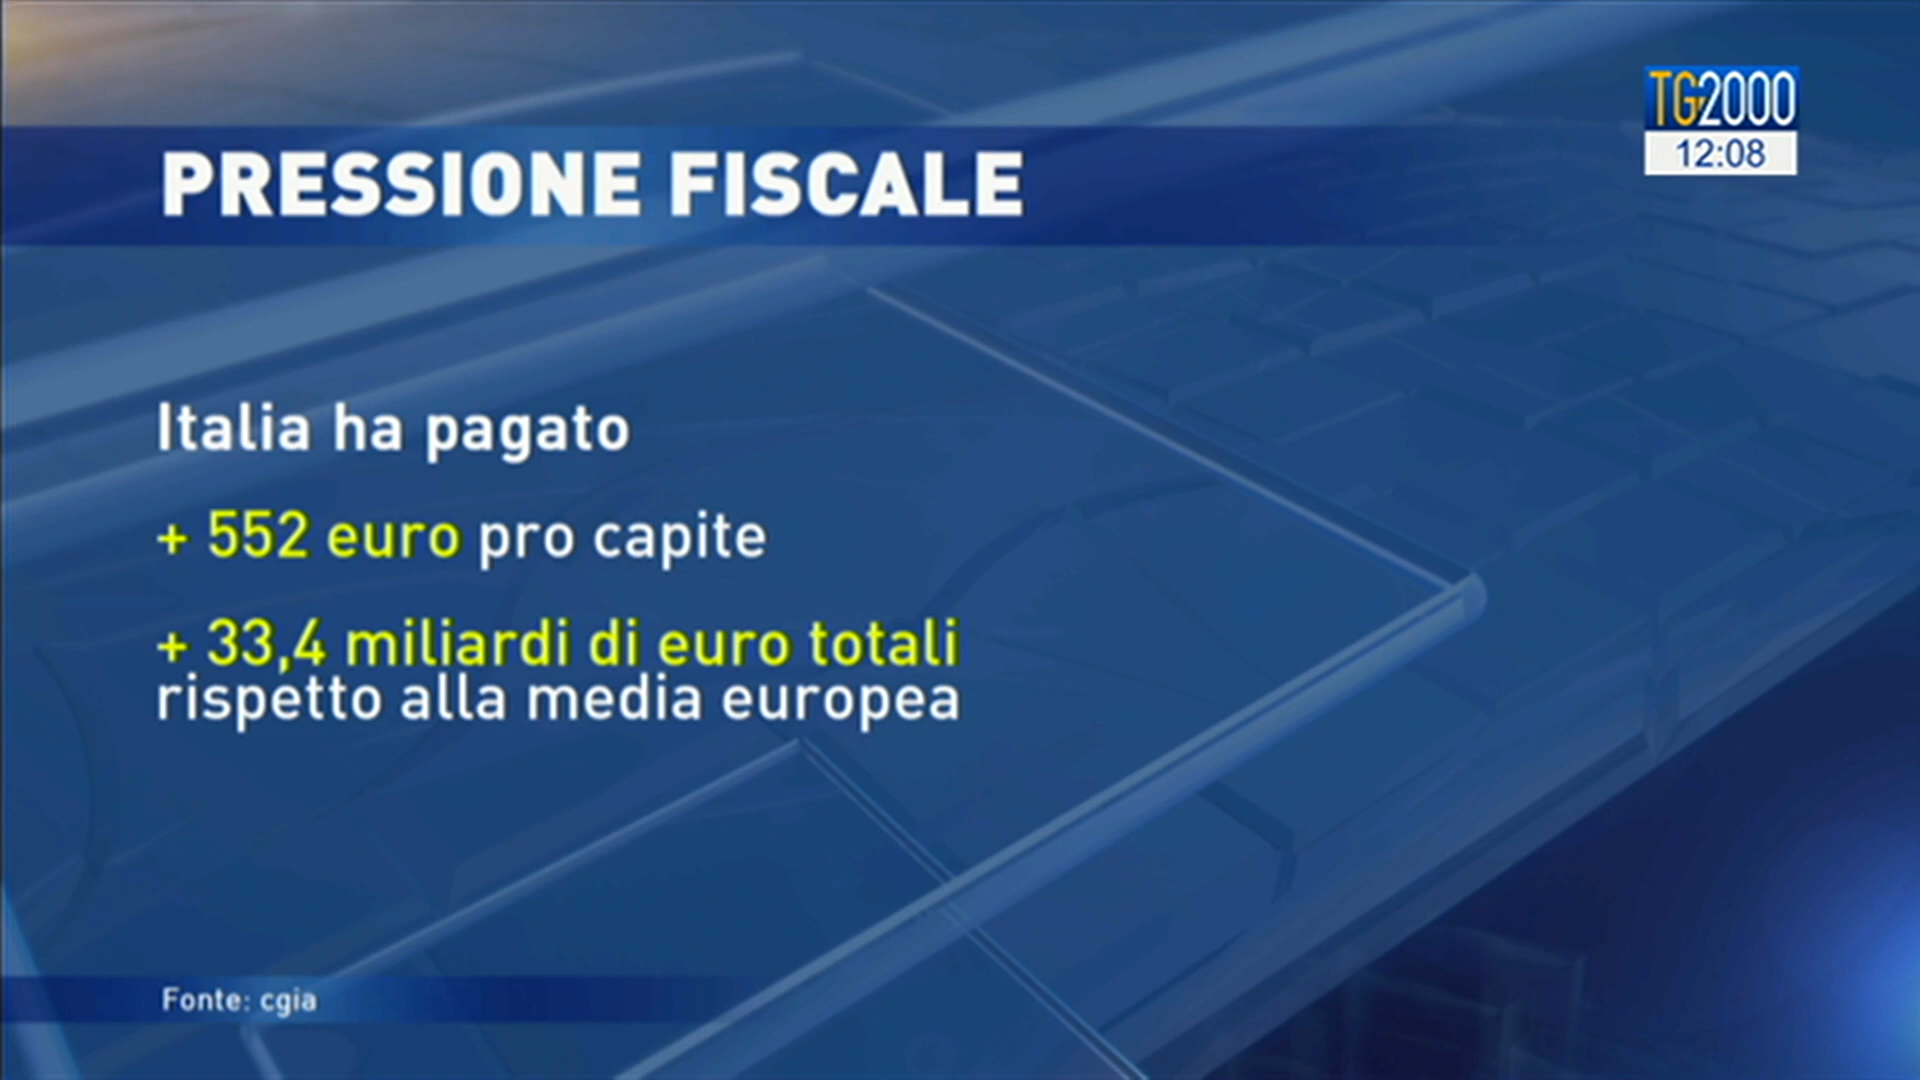 TG2000
12:08
PRESSIONE FISCALE
Italia ha pagato
+ 552 euro pro capite
+ 33,4 miliardi di euro totali
rispetto alla media europea
Fonte: cgia